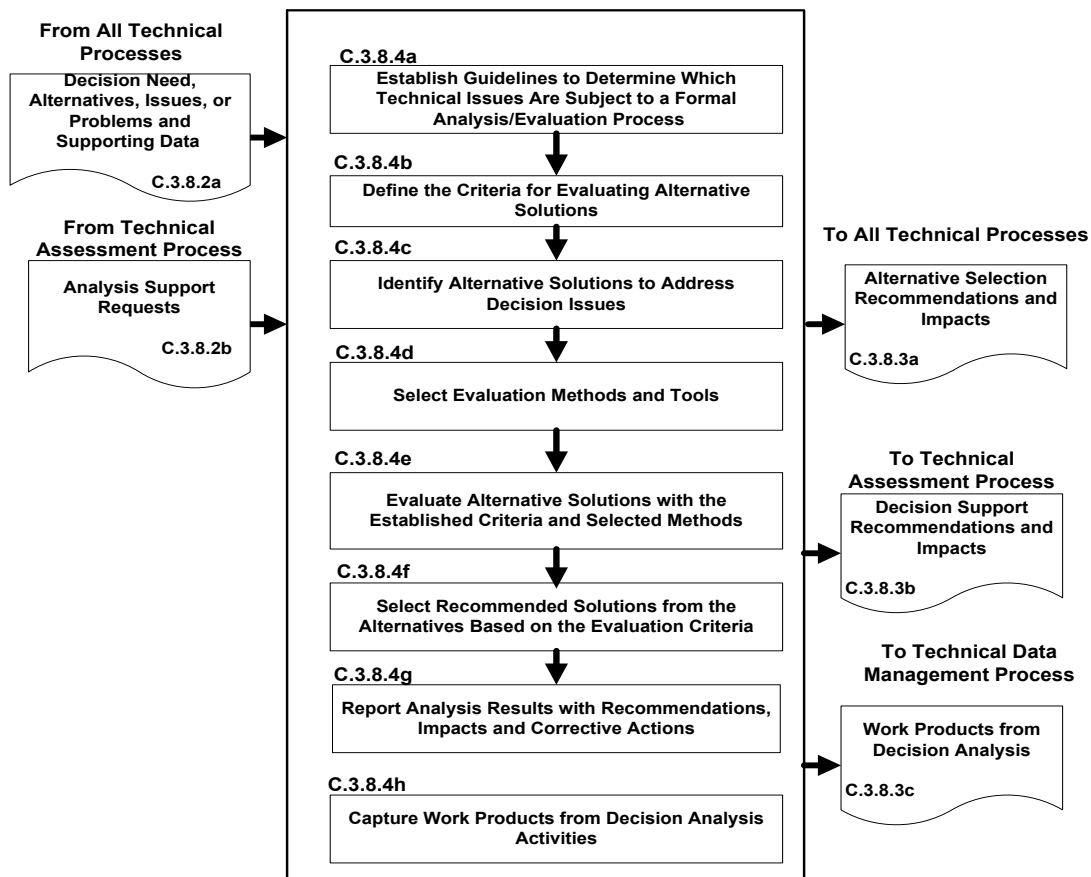 From All Technical
Processes
Decision Need,
Alternatives, Issues, or
Problems and
Supporting Data
C.3.8.2a
From Technical
Assessment Process
Analysis Support
Requests
C.3.8.2b
C.3.8.4a
Establish Guidelines to Determine Which
Technical Issues Are Subject to a Formal
Analysis/Evaluation Process
C.3.8.4b
Define the Criteria for Evaluating Alternative
Solutions
C.3.8.4c
Identify Alternative Solutions to Address
Decision Issues
C.3.8.4d
Select Evaluation Methods and Tools
C.3.8.4e
Evaluate Alternative Solutions with the
Established Criteria and Selected Methods
C.3.8.4f
Select Recommended Solutions from the
Alternatives Based on the Evaluation Criteria
C.3.8.4g
Report Analysis Results with Recommendations,
Impacts and Corrective Actions
C.3.8.4h
Capture Work Products from Decision Analysis
Activities
To All Technical Processes
Alternative Selection
Recommendations and
Impacts
C.3.8.3a
To Technical
Assessment Process
Decision Support
Recommendations and
Impacts
C.3.8.3b
To Technical Data
Management Process
Work Products from
Decision Analysis
C.3.8.3c